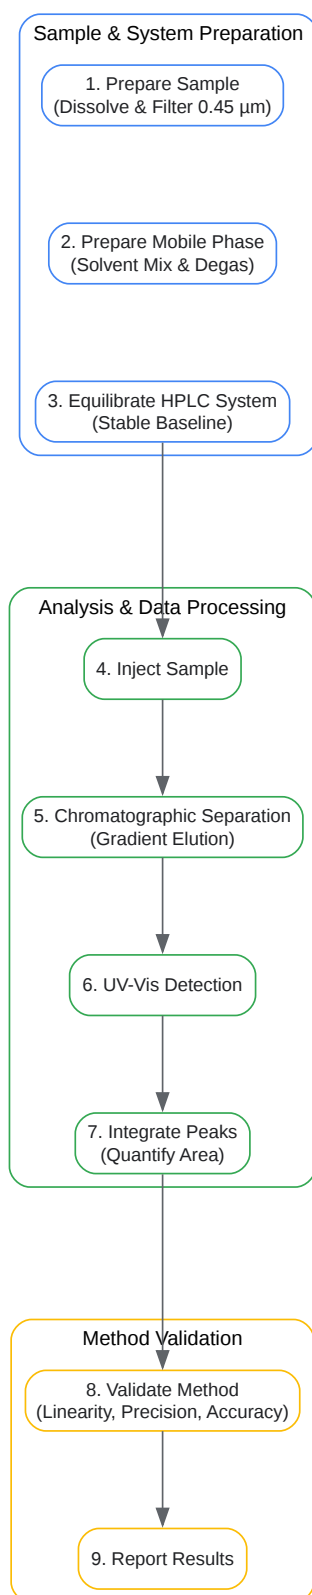 Sample & System Preparation
1. Prepare Sample
(Dissolve & Filter 0.45 µm)
2. Prepare Mobile Phase
(Solvent Mix & Degas)
3. Equilibrate HPLC System
(Stable Baseline)
Analysis & Data Processing
4. Inject Sample
5. Chromatographic Separation
(Gradient Elution)
6. UV-Vis Detection
7. Integrate Peaks
(Quantify Area)
Method Validation
8. Validate Method
(Linearity, Precision, Accuracy)
9. Report Results